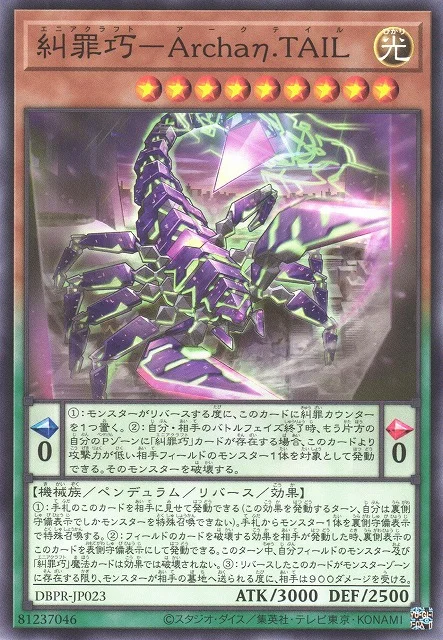 エニアクラフト アークテイル
糾罪巧－Archaη.TAIL
光
①:モンスターがリバースする度に、このカードに糾罪カウンター
を1つ置く。②:自分・相手のバトルフェイズ終了時、もう片方の
自分のPゾーンに「糾罪巧」カードが存在する場合、このカードより
攻撃力が低い相手フィールドのモンスター1体を対象として発動
できる。そのモンスターを破壊する。
0
0
【機械族／ペンデュラム／リバース／効果】
①:手札のこのカードを相手に見せて発動できる(この効果を発動するターン、自分は裏側
守備表示でしかモンスターを特殊召喚できない)。手札からモンスター1体を裏側守備表示
で特殊召喚する。②:フィールドのカードを破壊する効果を相手が発動した時、裏側表示の
このカードを表側守備表示にして発動できる。このターン中、自分フィールドのモンスター及び
「糾罪巧」魔法カードは効果では破壊されない。③:リバースしたこのカードがモンスターゾーン
に存在する限り、モンスターが相手の墓地へ送られる度に、相手は900ダメージを受ける。
DBPR-JP023
ATK/3000
DEF/2500
81237046
©スタジオ・ダイス／集英社・テレビ東京・KONAMI